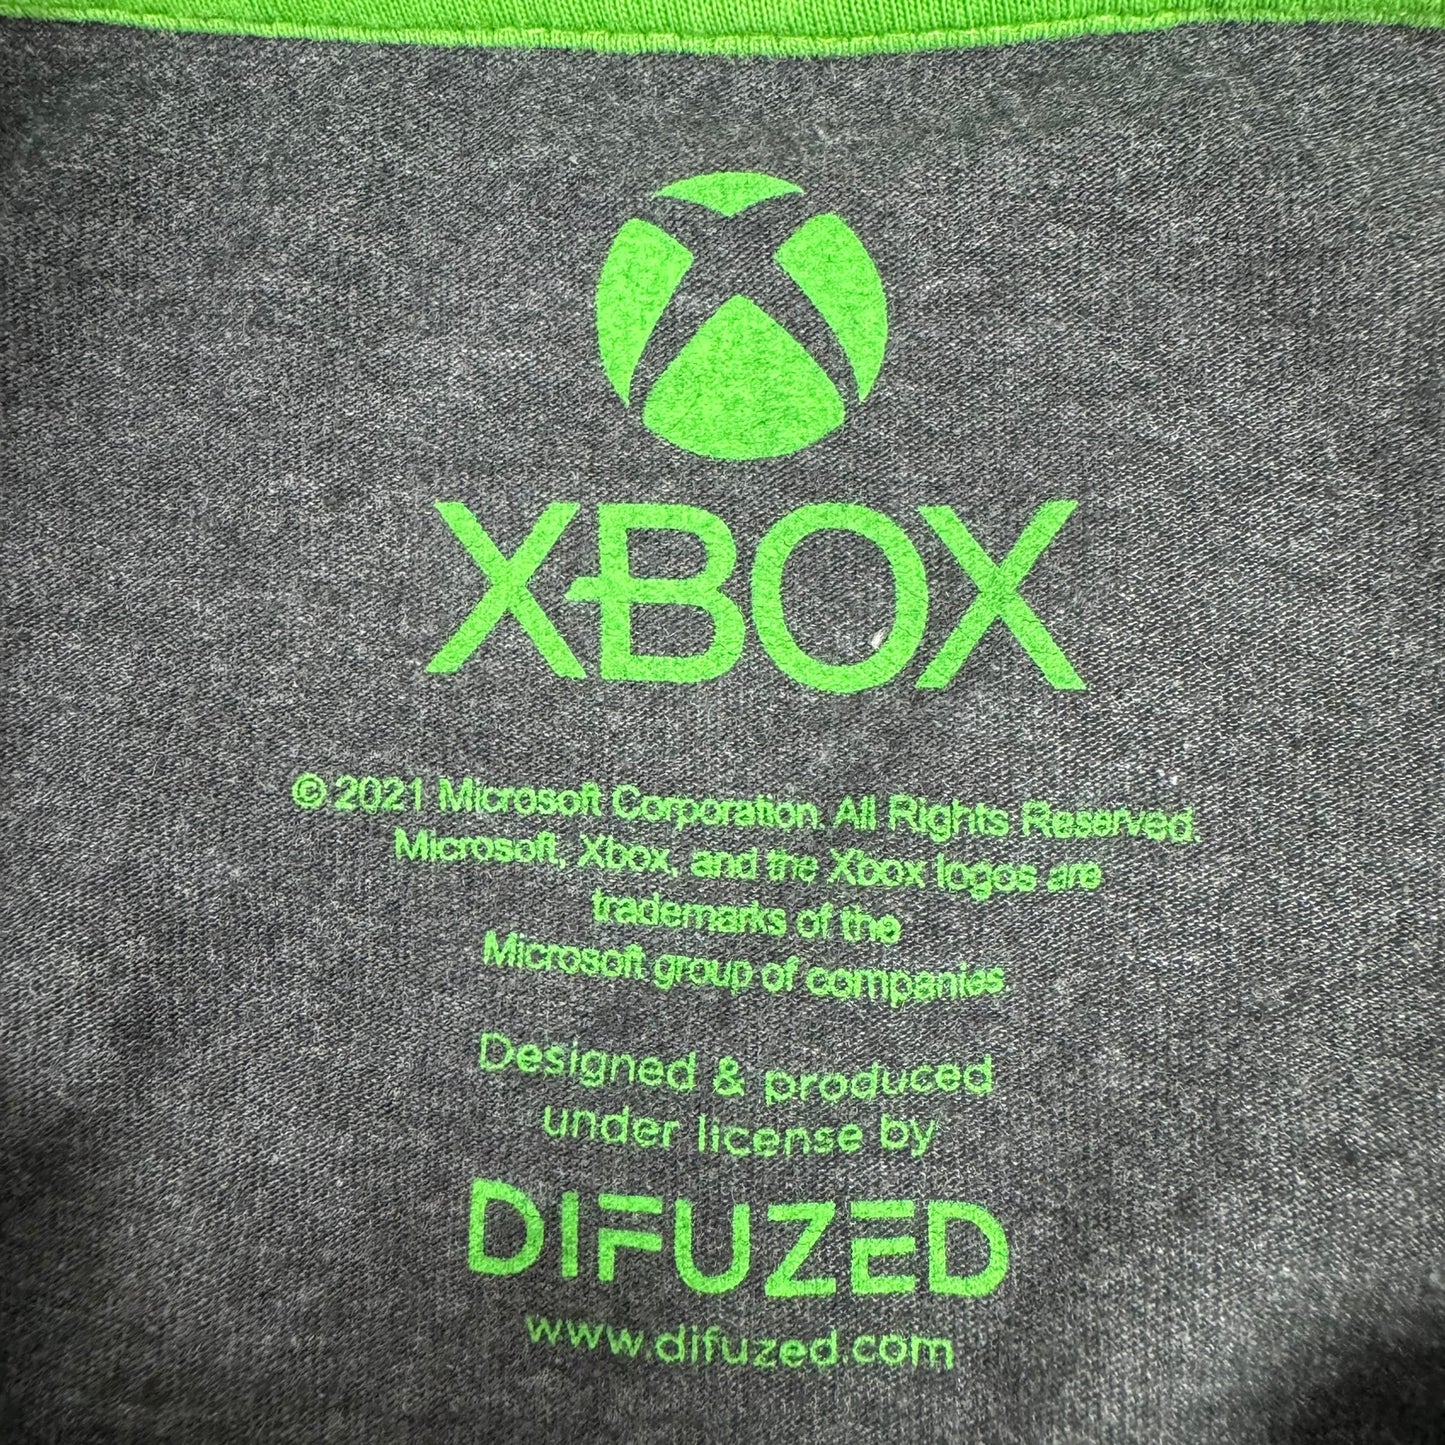 XBOX
© 2021 Microsoft Corporation. All Rights Reserved.
Microsoft, Xbox, and the Xbox logos are
trademarks of the
Microsoft group of companies.
Designed & produced
under license by
DIFUZED
www.difuzed.com